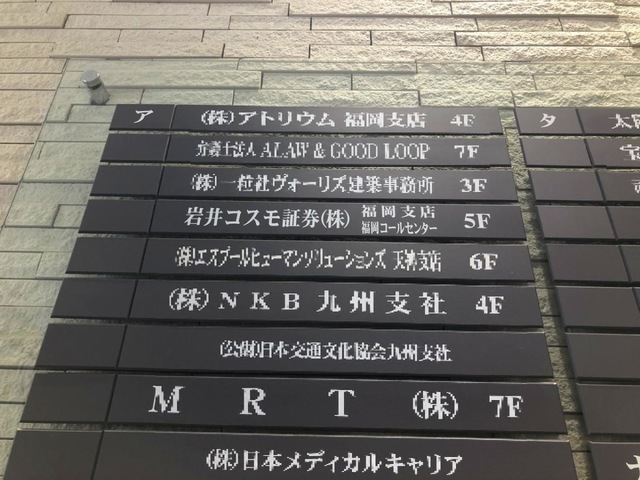 ア (株)アトリウム 福岡支店 4F
弁護士法人 ALAW & GOOD LOOP 7F
(株)一粒社ヴォーリズ建築事務所 3F
岩井コスモ証券(株) 福岡支店 福岡コールセンター 5F
(株)エスプールヒューマンソリューションズ 天神支店 6F
(株)NKB九州支社 4F
(公財)日本交通文化協会九州支社
MRT(株) 7F
(株)日本メディカルキャリア
タ 太
宝